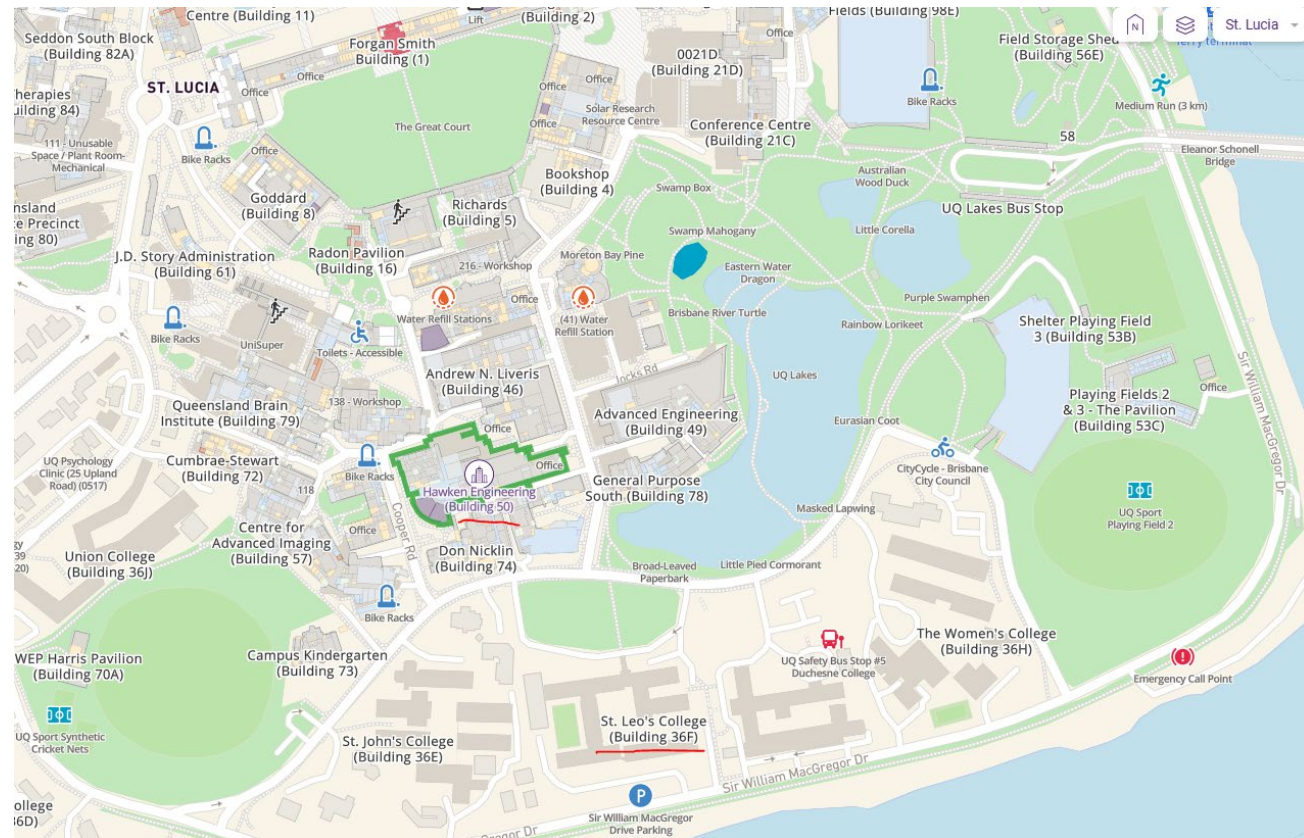 Centre (Building 11)
Lift
(Building 2)
Fields (Building 98E)
St. Lucia
Seddon South Block
(Building 82A)
Forgan Smith
Building (1)
Office
0021D
(Building 21D)
Office
Field Storage Shed
(Building 56E)
ferry terminal
ST. LUCIA
Office
Office
Office
Therapies
Building 84)
Bike Racks
Medium Run (3 km)
Solar Research
Resource Centre
The Great Court
Office
Conference Centre
(Building 21C)
58
111 - Unusable
Space / Plant Room-
Mechanical
Bike Racks
Office
Eleanor Schonell
Bridge
Bookshop
(Building 4)
Australian
Wood Duck
Swamp Box
Goddard
(Building 8)
Richards
(Building 5)
UQ Lakes Bus Stop
nsland
e Precinct
ing 80)
Swamp Mahogany
Little Corella
J.D. Story Administration
(Building 61)
Radon Pavilion
(Building 16)
216 - Workshop
Moreton Bay Pine
Eastern Water
Dragon
Office
Purple Swamphen
Water Refill Stations
(41) Water
Refill Station
Brisbane River Turtle
Rainbow Lorikeet
Shelter Playing Field
3 (Building 53B)
Bike Racks
UniSuper
Toilets - Accessible
Andrew N. Liveris
(Building 46)
Jocks Rd
UQ Lakes
Sir William MacGregor Dr
Office
Queensland Brain
Institute (Building 79)
138 - Workshop
Advanced Engineering
(Building 49)
Playing Fields 2
& 3 - The Pavilion
(Building 53C)
Office
Eurasian Coot
UQ Psychology
Clinic (25 Upland
Road) (0517)
Cumbrae-Stewart
(Building 72)
Bike Racks
Office
Hawken Engineering
(Building 50)
General Purpose
South (Building 78)
CityCycle - Brisbane
City Council
118
Masked Lapwing
UQ Sport
Playing Field 2
Centre for
Advanced Imaging
(Building 57)
Office
Cooper Rd
39
20)
Union College
(Building 36J)
Don Nicklin
(Building 74)
Broad-Leaved
Paperbark
Little Pied Cormorant
Bike Racks
The Women's College
(Building 36H)
WEP Harris Pavilion
(Building 70A)
Campus Kindergarten
(Building 73)
UQ Safety Bus Stop #5
Duchesne College
Emergency Call Point
UQ Sport Synthetic
Cricket Nets
St. John's College
(Building 36E)
St. Leo's College
(Building 36F)
Sir William MacGregor Dr
ollege
36D)
P
Sir William MacGregor
Drive Parking
egor Dr